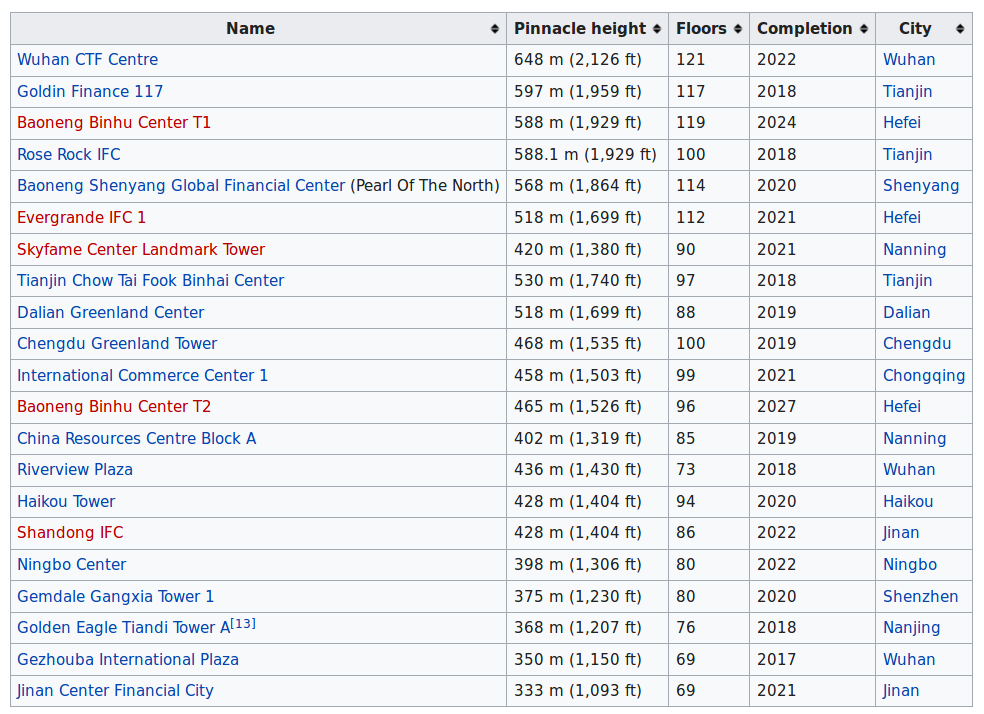 Name Pinnacle height Floors Completion City
Wuhan CTF Centre 648 m (2,126 ft) 121 2022 Wuhan
Goldin Finance 117 597 m (1,959 ft) 117 2018 Tianjin
Baoneng Binhu Center T1 588 m (1,929 ft) 119 2024 Hefei
Rose Rock IFC 588.1 m (1,929 ft) 100 2018 Tianjin
Baoneng Shenyang Global Financial Center (Pearl Of The North) 568 m (1,864 ft) 114 2020 Shenyang
Evergrande IFC 1 518 m (1,699 ft) 112 2021 Hefei
Skyfame Center Landmark Tower 420 m (1,380 ft) 90 2021 Nanning
Tianjin Chow Tai Fook Binhai Center 530 m (1,740 ft) 97 2018 Tianjin
Dalian Greenland Center 518 m (1,699 ft) 88 2019 Dalian
Chengdu Greenland Tower 468 m (1,535 ft) 100 2019 Chengdu
International Commerce Center 1 458 m (1,503 ft) 99 2021 Chongqing
Baoneng Binhu Center T2 465 m (1,526 ft) 96 2027 Hefei
China Resources Centre Block A 402 m (1,319 ft) 85 2019 Nanning
Riverview Plaza 436 m (1,430 ft) 73 2018 Wuhan
Haikou Tower 428 m (1,404 ft) 94 2020 Haikou
Shandong IFC 428 m (1,404 ft) 86 2022 Jinan
Ningbo Center 398 m (1,306 ft) 80 2022 Ningbo
Gemdale Gangxia Tower 1 375 m (1,230 ft) 80 2020 Shenzhen
Golden Eagle Tiandi Tower A[13] 368 m (1,207 ft) 76 2018 Nanjing
Gezhouba International Plaza 350 m (1,150 ft) 69 2017 Wuhan
Jinan Center Financial City 333 m (1,093 ft) 69 2021 Jinan